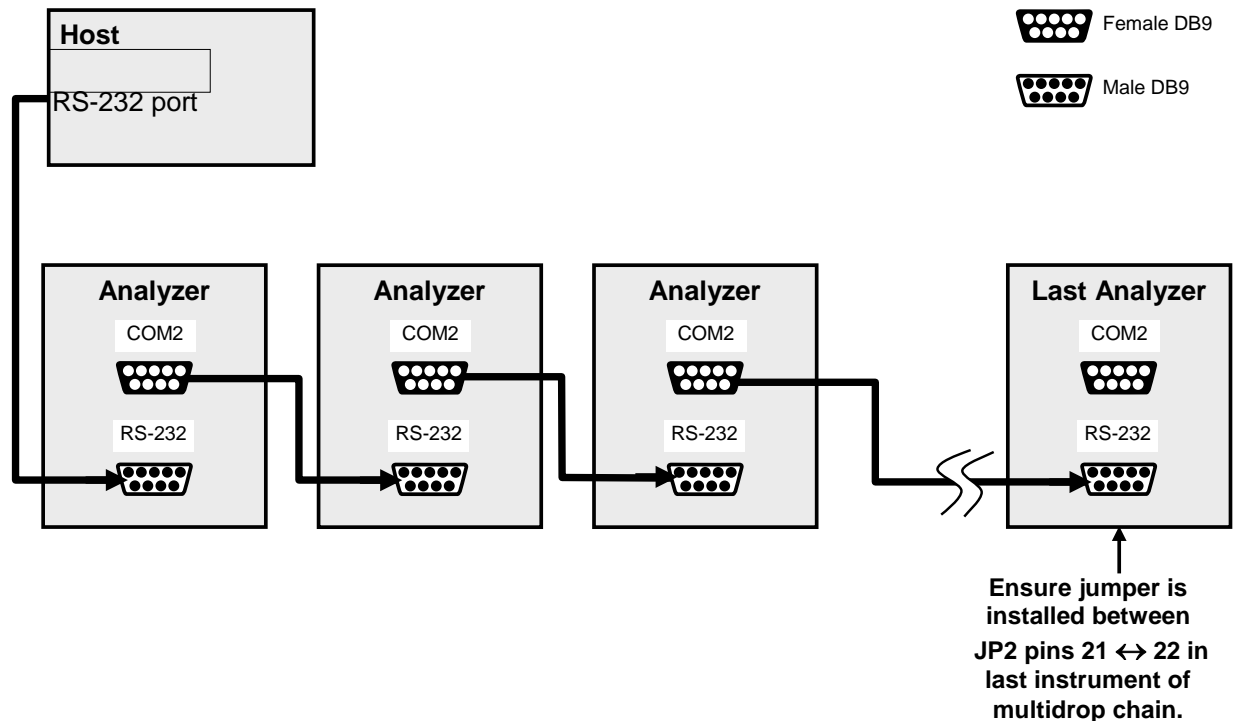 Host
RS-232 port
Female DB9
Male DB9
Analyzer
COM2
RS-232
Analyzer
COM2
RS-232
Analyzer
COM2
RS-232
Last Analyzer
COM2
RS-232
Ensure jumper is
installed between
JP2 pins 21 ↔ 22 in
last instrument of
multidrop chain.